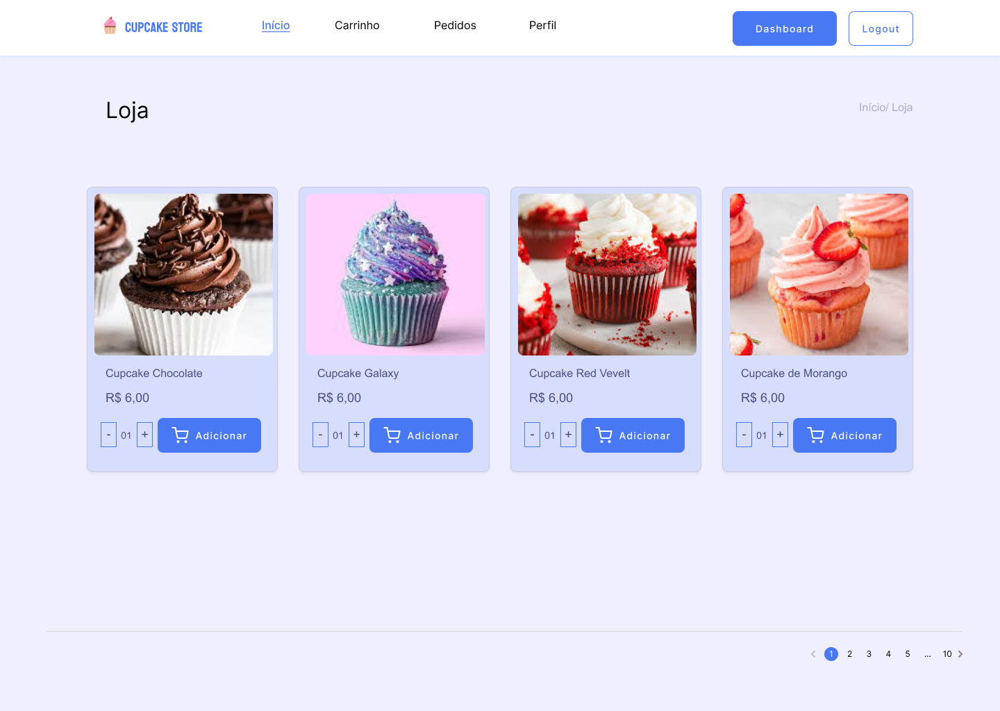 CUPCAKE STORE
Início
Carrinho
Pedidos
Perfil
Dashboard
Logout
Loja
Início/ Loja
Cupcake Chocolate
R$ 6,00
- 01 + Adicionar
Cupcake Galaxy
R$ 6,00
- 01 + Adicionar
Cupcake Red Vevelt
R$ 6,00
- 01 + Adicionar
Cupcake de Morango
R$ 6,00
- 01 + Adicionar
1 2 3 4 5 ... 10